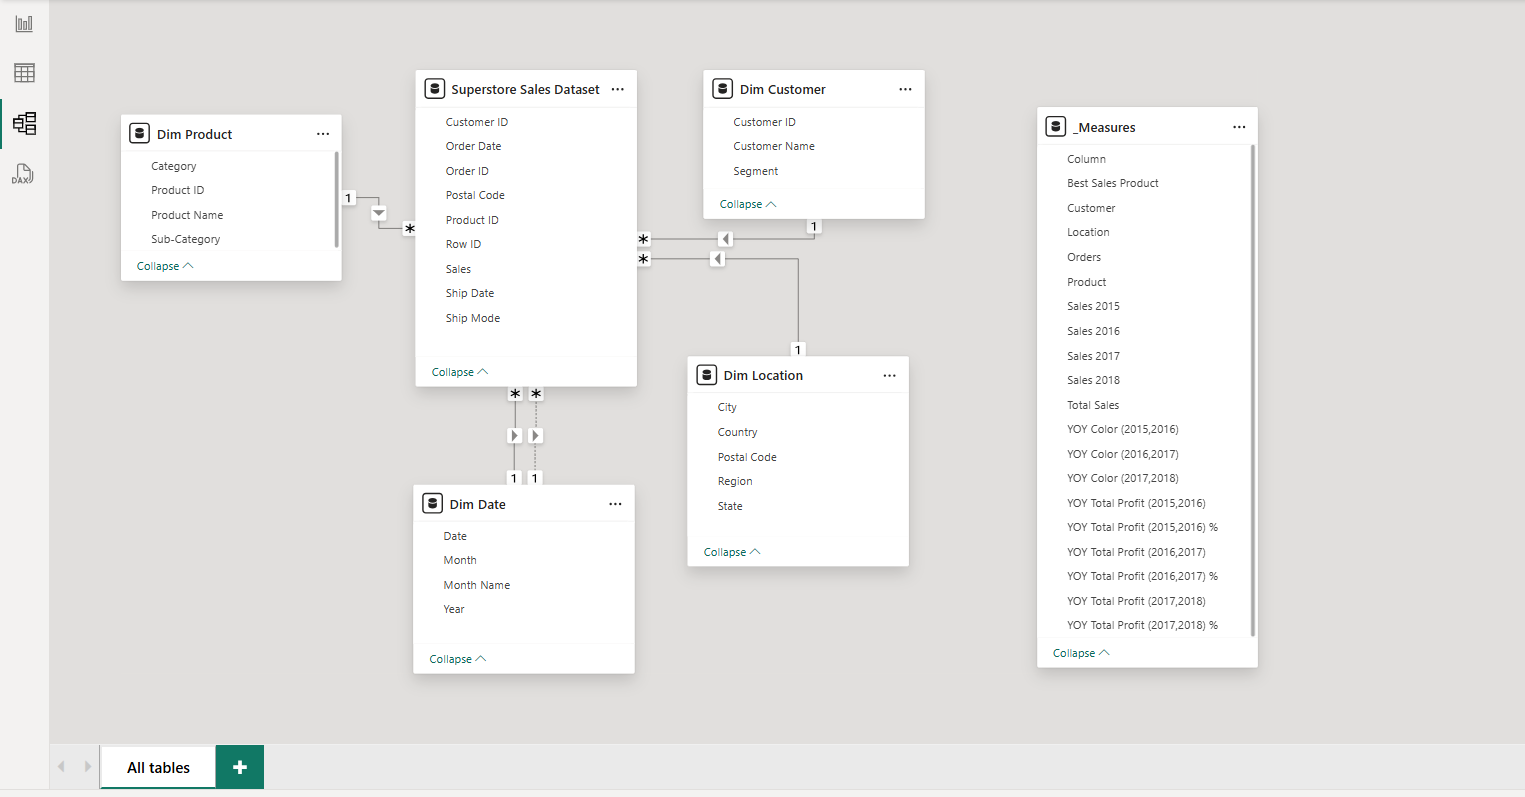 Dim Product
Category
Product ID
Product Name
Sub-Category
Collapse
1
*
Superstore Sales Dataset
Customer ID
Order Date
Order ID
Postal Code
Product ID
Row ID
Sales
Ship Date
Ship Mode
Collapse
*
*
*
*
1
1
Dim Date
Date
Month
Month Name
Year
Collapse
Dim Customer
Customer ID
Customer Name
Segment
Collapse
1
1
Dim Location
City
Country
Postal Code
Region
State
Collapse
_Measures
Column
Best Sales Product
Customer
Location
Orders
Product
Sales 2015
Sales 2016
Sales 2017
Sales 2018
Total Sales
YOY Color (2015,2016)
YOY Color (2016,2017)
YOY Color (2017,2018)
YOY Total Profit (2015,2016)
YOY Total Profit (2015,2016) %
YOY Total Profit (2016,2017)
YOY Total Profit (2016,2017) %
YOY Total Profit (2017,2018)
YOY Total Profit (2017,2018) %
Collapse
DAX
All tables
+